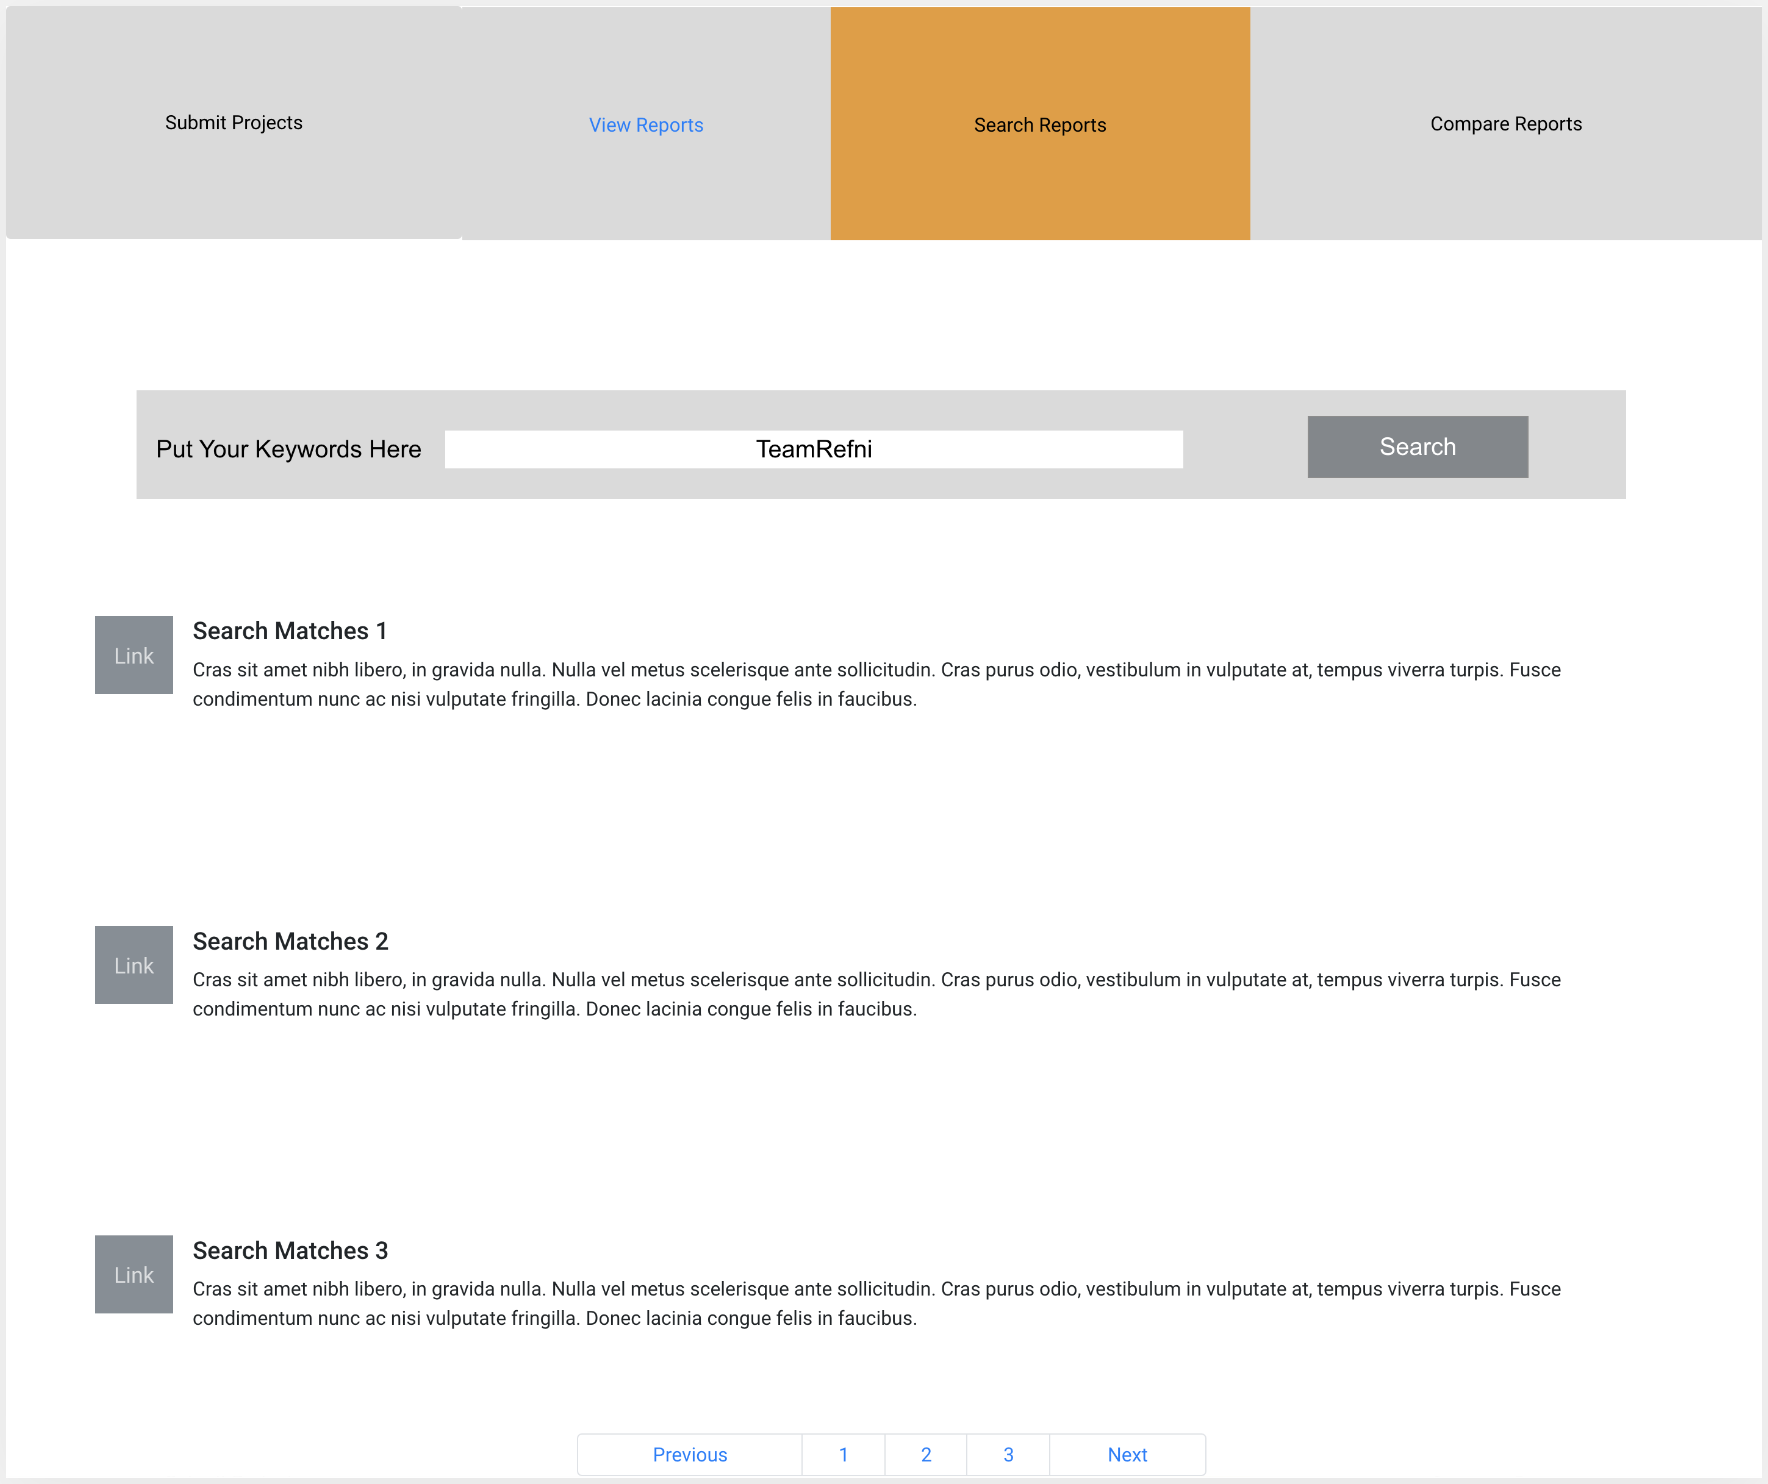 Submit Projects
View Reports
Search Reports
Compare Reports
Put Your Keywords Here
TeamRefni
Search
Link
Search Matches 1
Cras sit amet nibh libero, in gravida nulla. Nulla vel metus scelerisque ante sollicitudin. Cras purus odio, vestibulum in vulputate at, tempus viverra turpis. Fusce
condimentum nunc ac nisi vulputate fringilla. Donec lacinia congue felis in faucibus.
Link
Search Matches 2
Cras sit amet nibh libero, in gravida nulla. Nulla vel metus scelerisque ante sollicitudin. Cras purus odio, vestibulum in vulputate at, tempus viverra turpis. Fusce
condimentum nunc ac nisi vulputate fringilla. Donec lacinia congue felis in faucibus.
Link
Search Matches 3
Cras sit amet nibh libero, in gravida nulla. Nulla vel metus scelerisque ante sollicitudin. Cras purus odio, vestibulum in vulputate at, tempus viverra turpis. Fusce
condimentum nunc ac nisi vulputate fringilla. Donec lacinia congue felis in faucibus.
Previous 1 2 3 Next